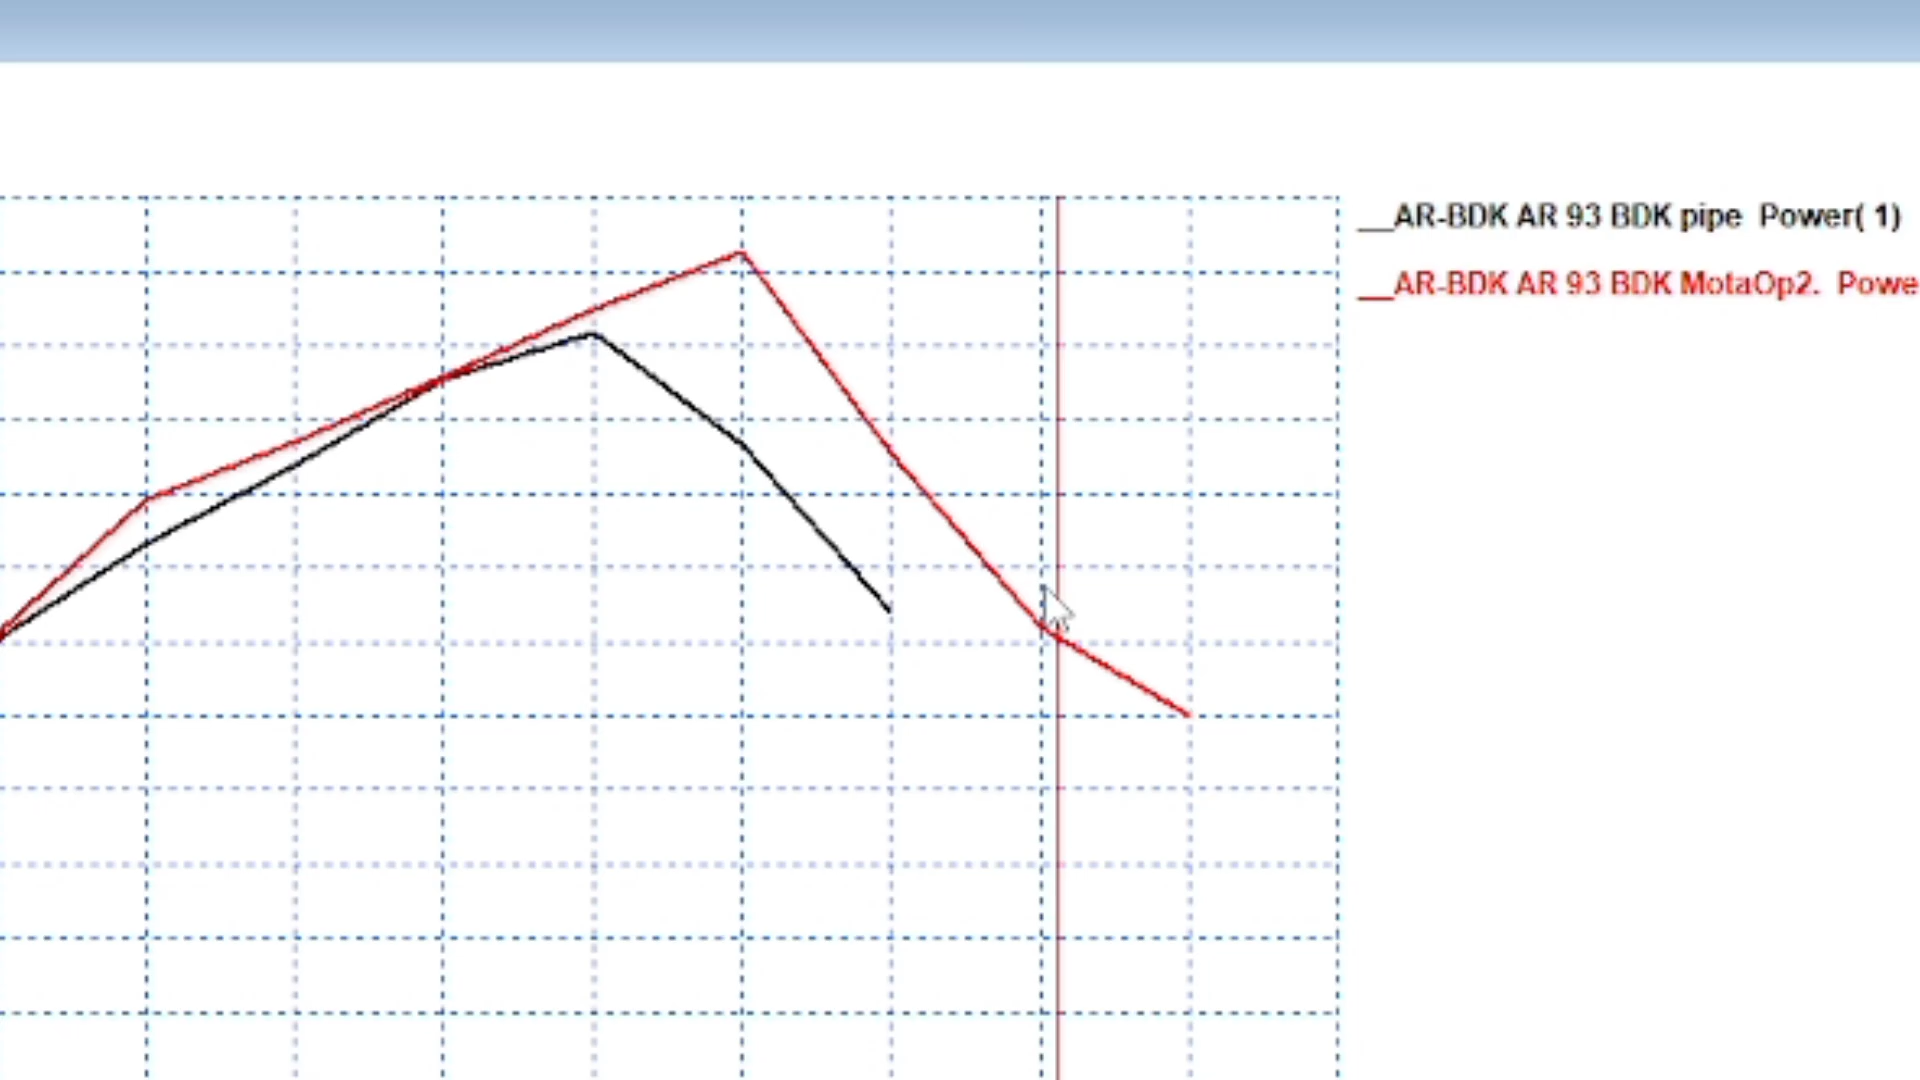 __AR-BDK AR 93 BDK pipe Power( 1)
__AR-BDK AR 93 BDK MotaOp2. Powe